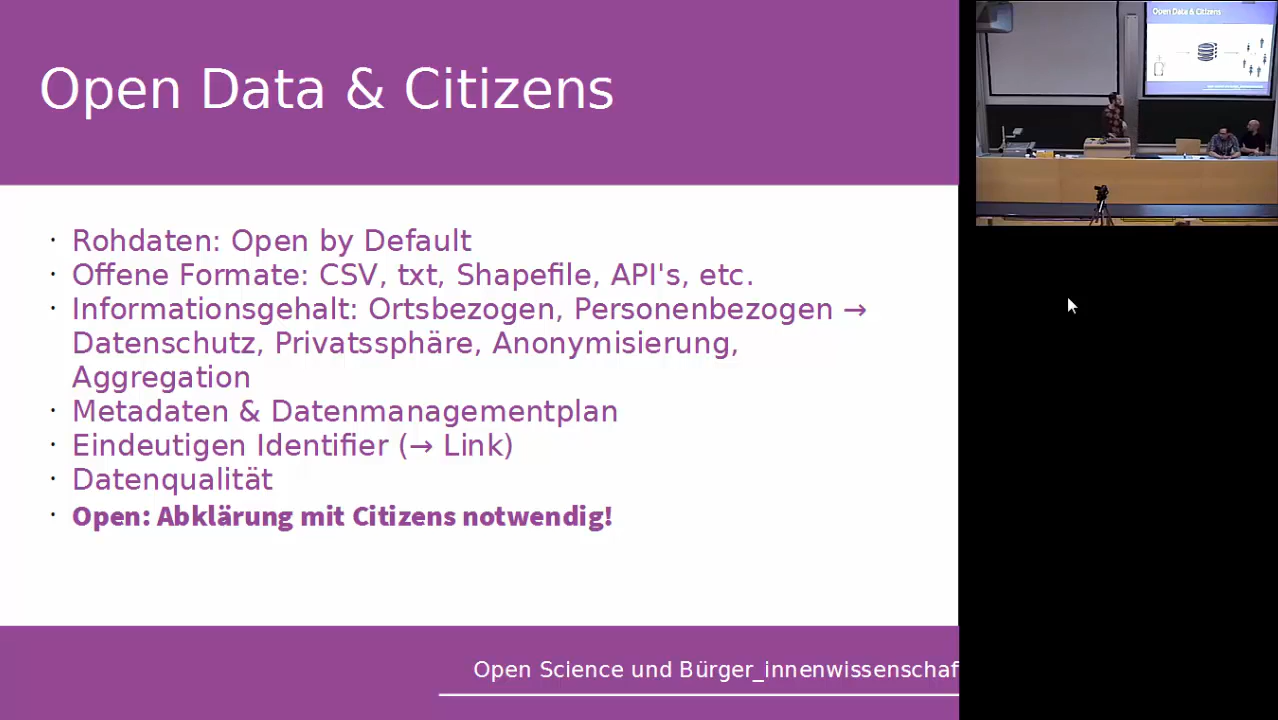 Open Data & Citizens
Rohdaten: Open by Default
Offene Formate: CSV, txt, Shapefile, API's, etc.
Informationsgehalt: Ortsbezogen, Personenbezogen →
Datenschutz, Privatssphäre, Anonymisierung,
Aggregation
Metadaten & Datenmanagementplan
Eindeutigen Identifier (→ Link)
Datenqualität
Open: Abklärung mit Citizens notwendig!
Open Science und Bürger_innenwissenschaf
Open Data & Citizens